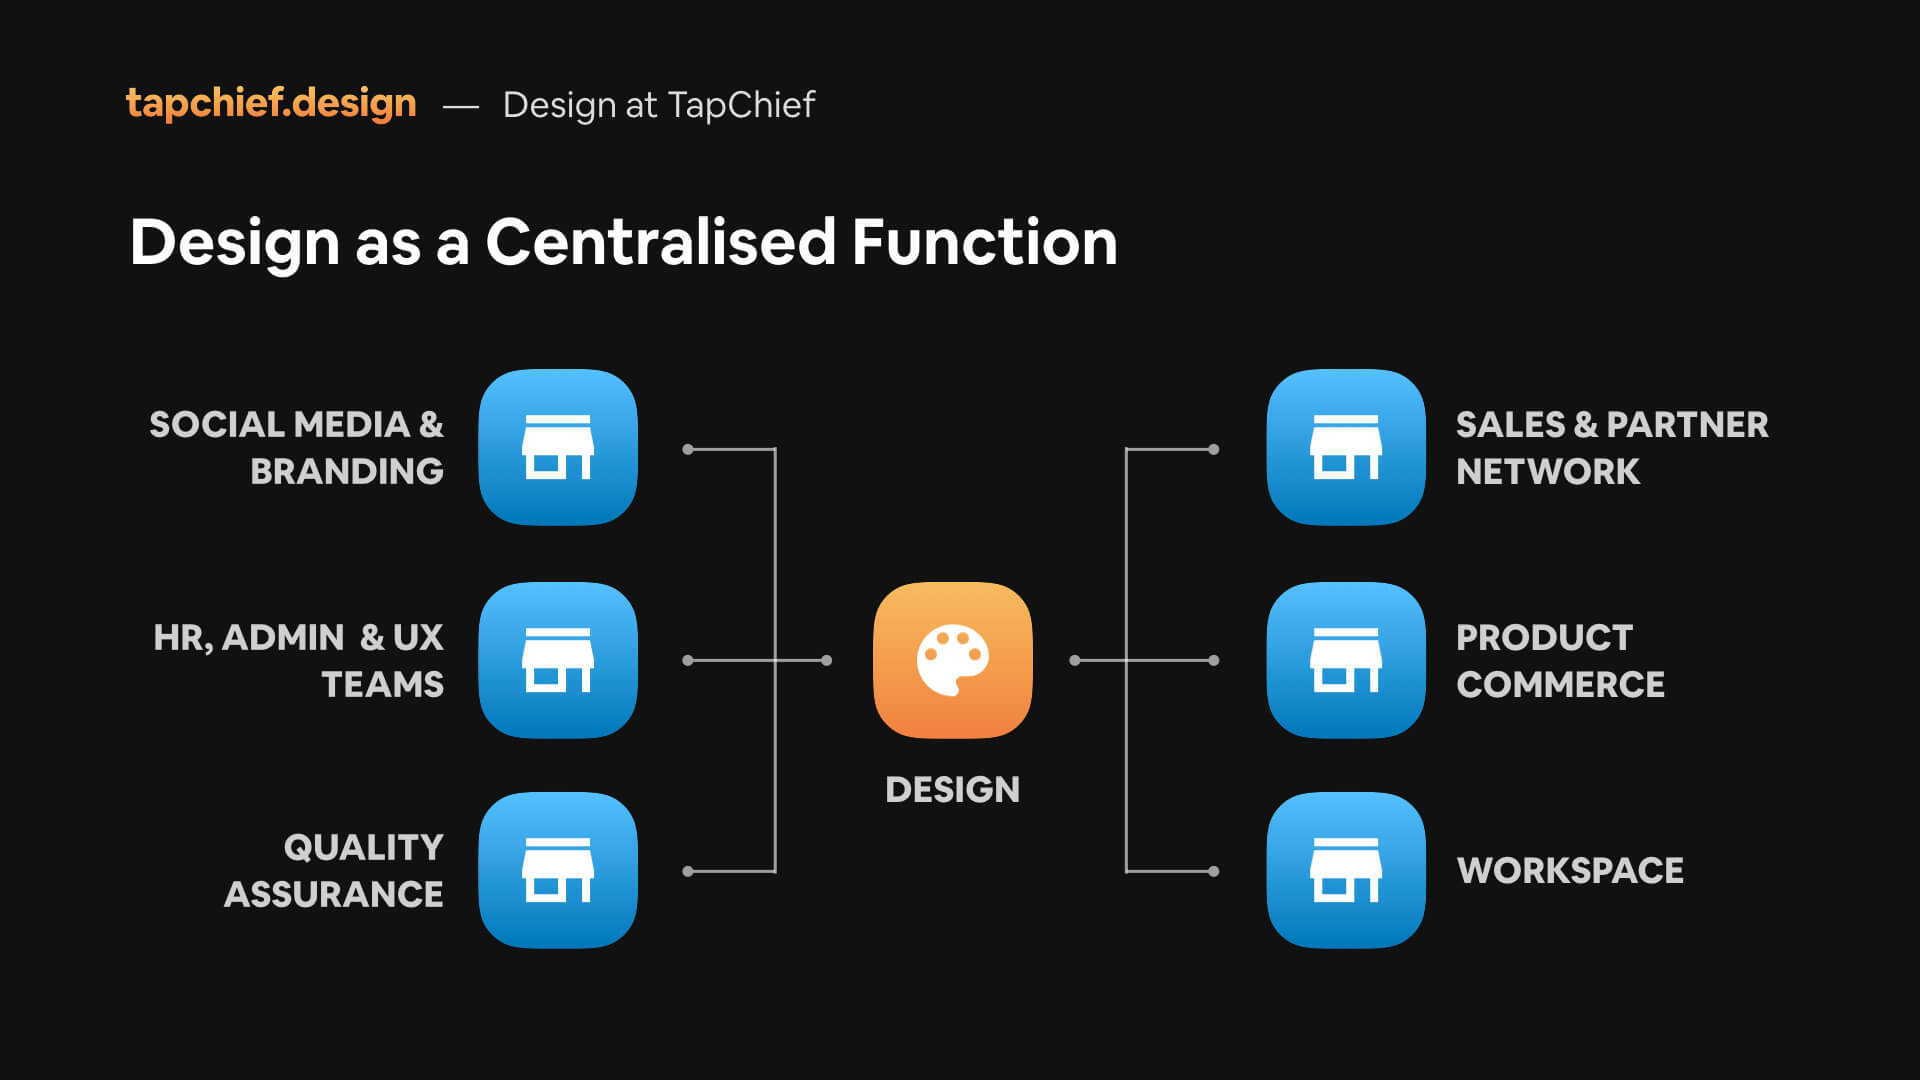 tapchief.design — Design at TapChief
Design as a Centralised Function
SOCIAL MEDIA &
BRANDING
HR, ADMIN & UX
TEAMS
QUALITY
ASSURANCE
DESIGN
SALES & PARTNER
NETWORK
PRODUCT
COMMERCE
WORKSPACE